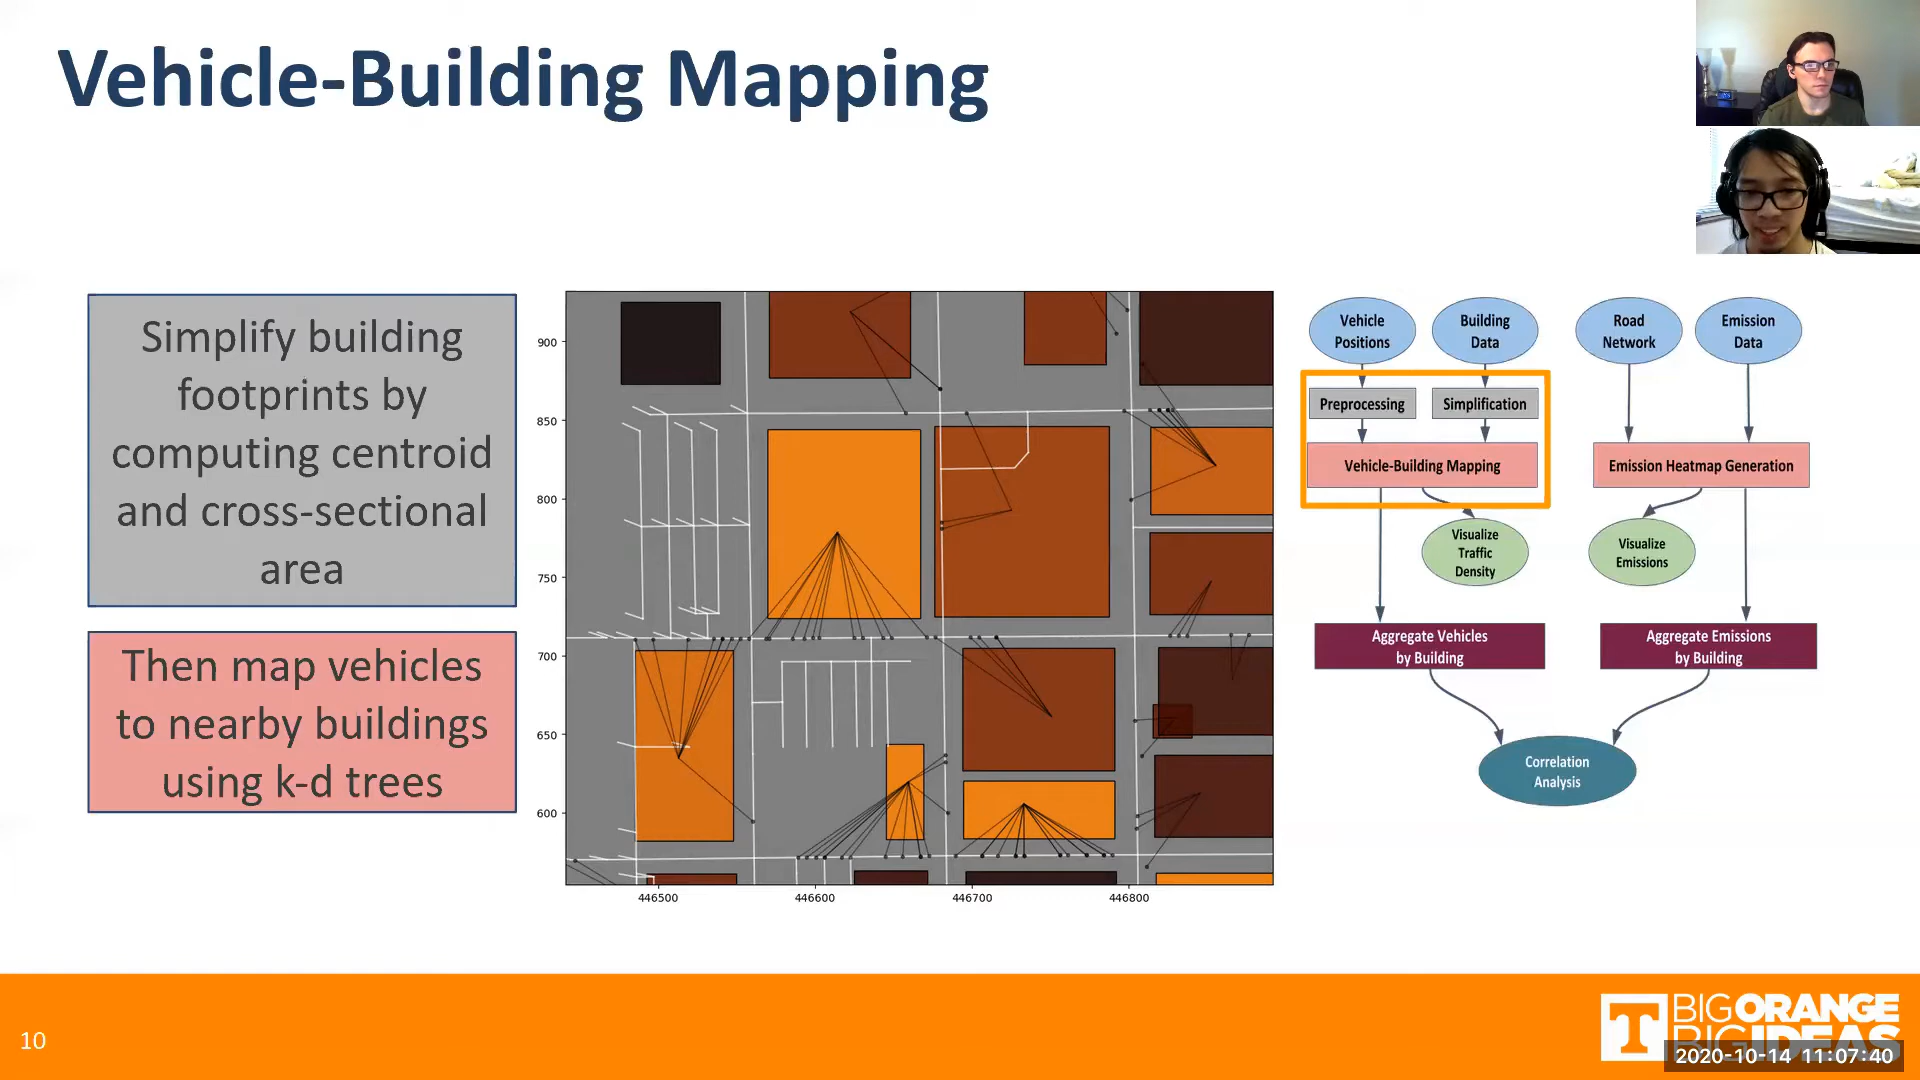 Vehicle-Building Mapping
Simplify building
footprints by
computing centroid
and cross-sectional
area
Then map vehicles
to nearby buildings
using k-d trees
900
850
800
750
700
650
600
446500
446600
446700
446800
Vehicle
Positions
Building
Data
Road
Network
Emission
Data
Preprocessing
Simplification
Vehicle-Building Mapping
Emission Heatmap Generation
Visualize
Traffic
Density
Visualize
Emissions
Aggregate Vehicles
by Building
Aggregate Emissions
by Building
Correlation
Analysis
10
T
BIG ORANGE
BIG IDEAS
2020-10-14 11:07:40